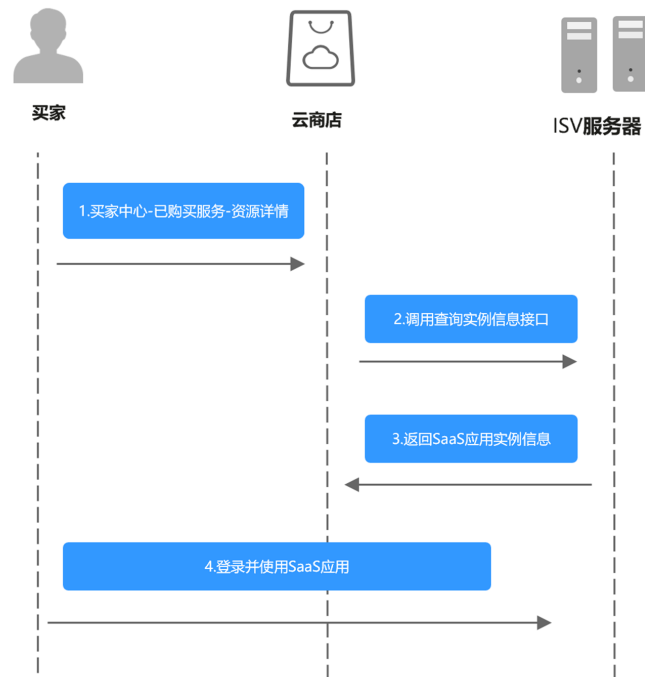 买家
云商店
ISV服务器
1.买家中心-已购买服务-资源详情
2.调用查询实例信息接口
3.返回SaaS应用实例信息
4.登录并使用SaaS应用